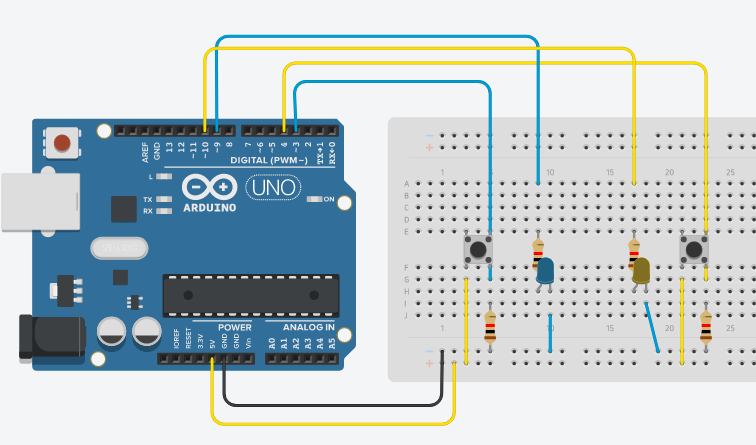 AREF
GND
13
12
~11
~10
~9
8
7
~6
~5
4
~3
2
TX→1
RX←0
DIGITAL (PWM~)
L
TX
RX
ARDUINO
UNO
ON
IOREF
RESET
3.3V
5V
GND
GND
Vin
POWER
ANALOG IN
A0
A1
A2
A3
A4
A5
1 5 10 15 20 25
A
B
C
D
E
F
G
H
I
J
1 5 10 15 20 25